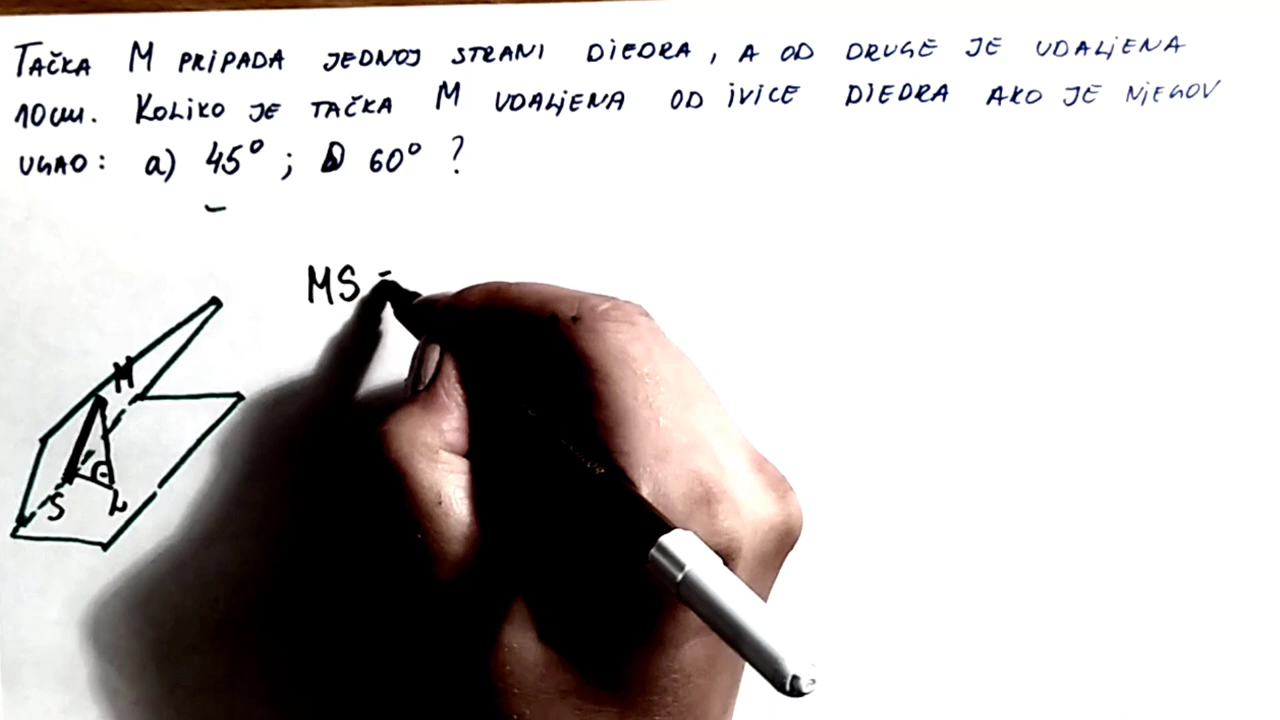 TAČKA M PRIPADA JEDNOJ STRANI DIEDRA, A OD DRUGE JE UDALJENA
10cm. KOLIKO JE TAČKA M UDALJENA OD IVICE DIEDRA AKO JE NJEGOV
UGAO: a) 45° ; 60° ?
MS =
M
S